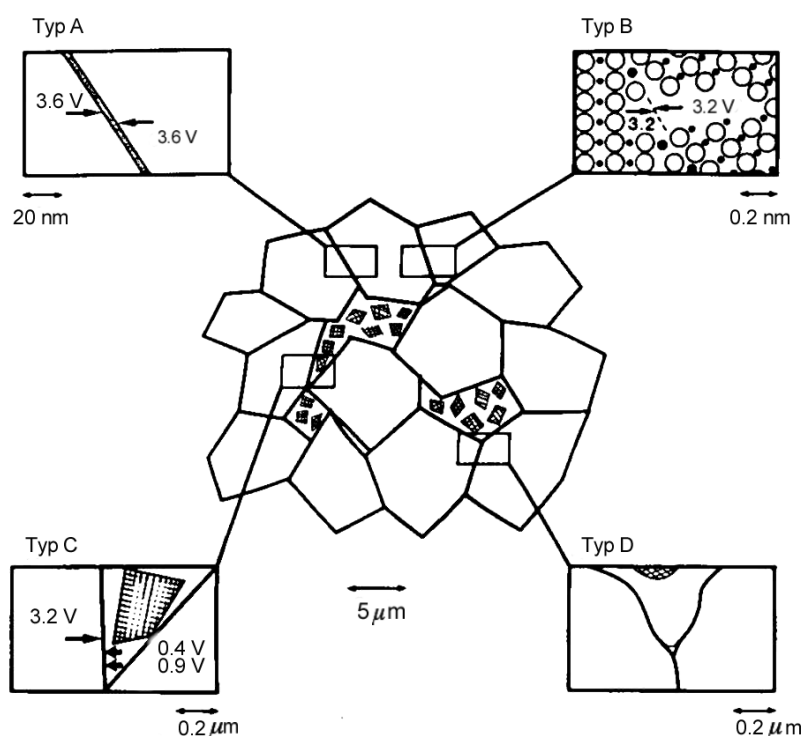 Typ A
Typ B
3.6 V
3.6 V
3.2
3.2 V
20 nm
0.2 nm
Typ C
Typ D
5 μm
3.2 V
0.4 V
0.9 V
0.2 μm
0.2 μm